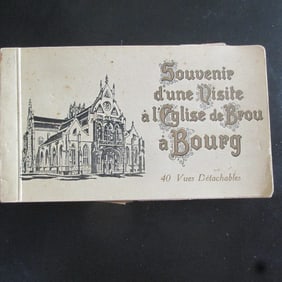 Souvenir
d'une Visite
à l'Eglise de Brou
à Bourg
40 Vues Détachables